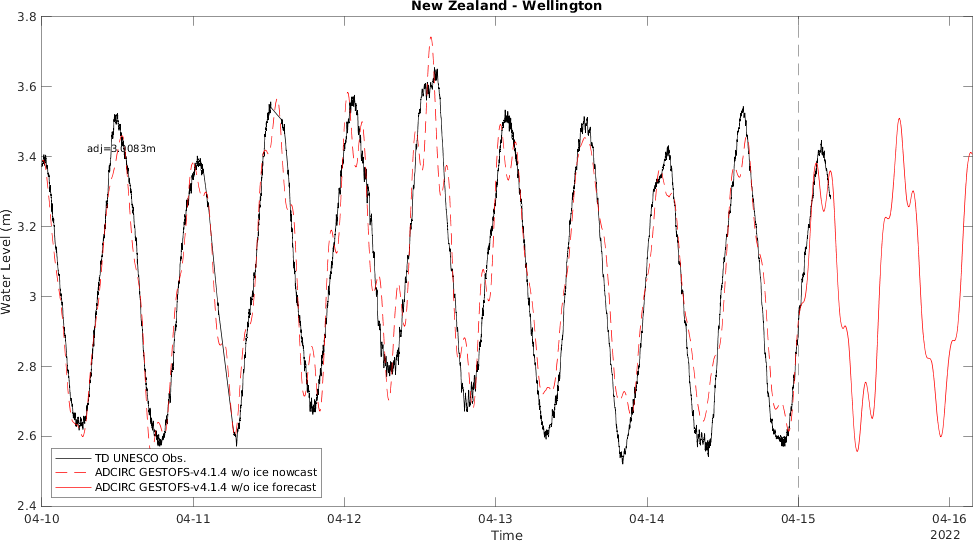 New Zealand - Wellington
3.8
3.6
3.4
3.2
3
2.8
2.6
2.4
Water Level (m)
adj=3.0083m
TD UNESCO Obs.
ADCIRC GESTOFS-v4.1.4 w/o ice nowcast
ADCIRC GESTOFS-v4.1.4 w/o ice forecast
04-10
04-11
04-12
04-13
04-14
04-15
04-16
Time
2022